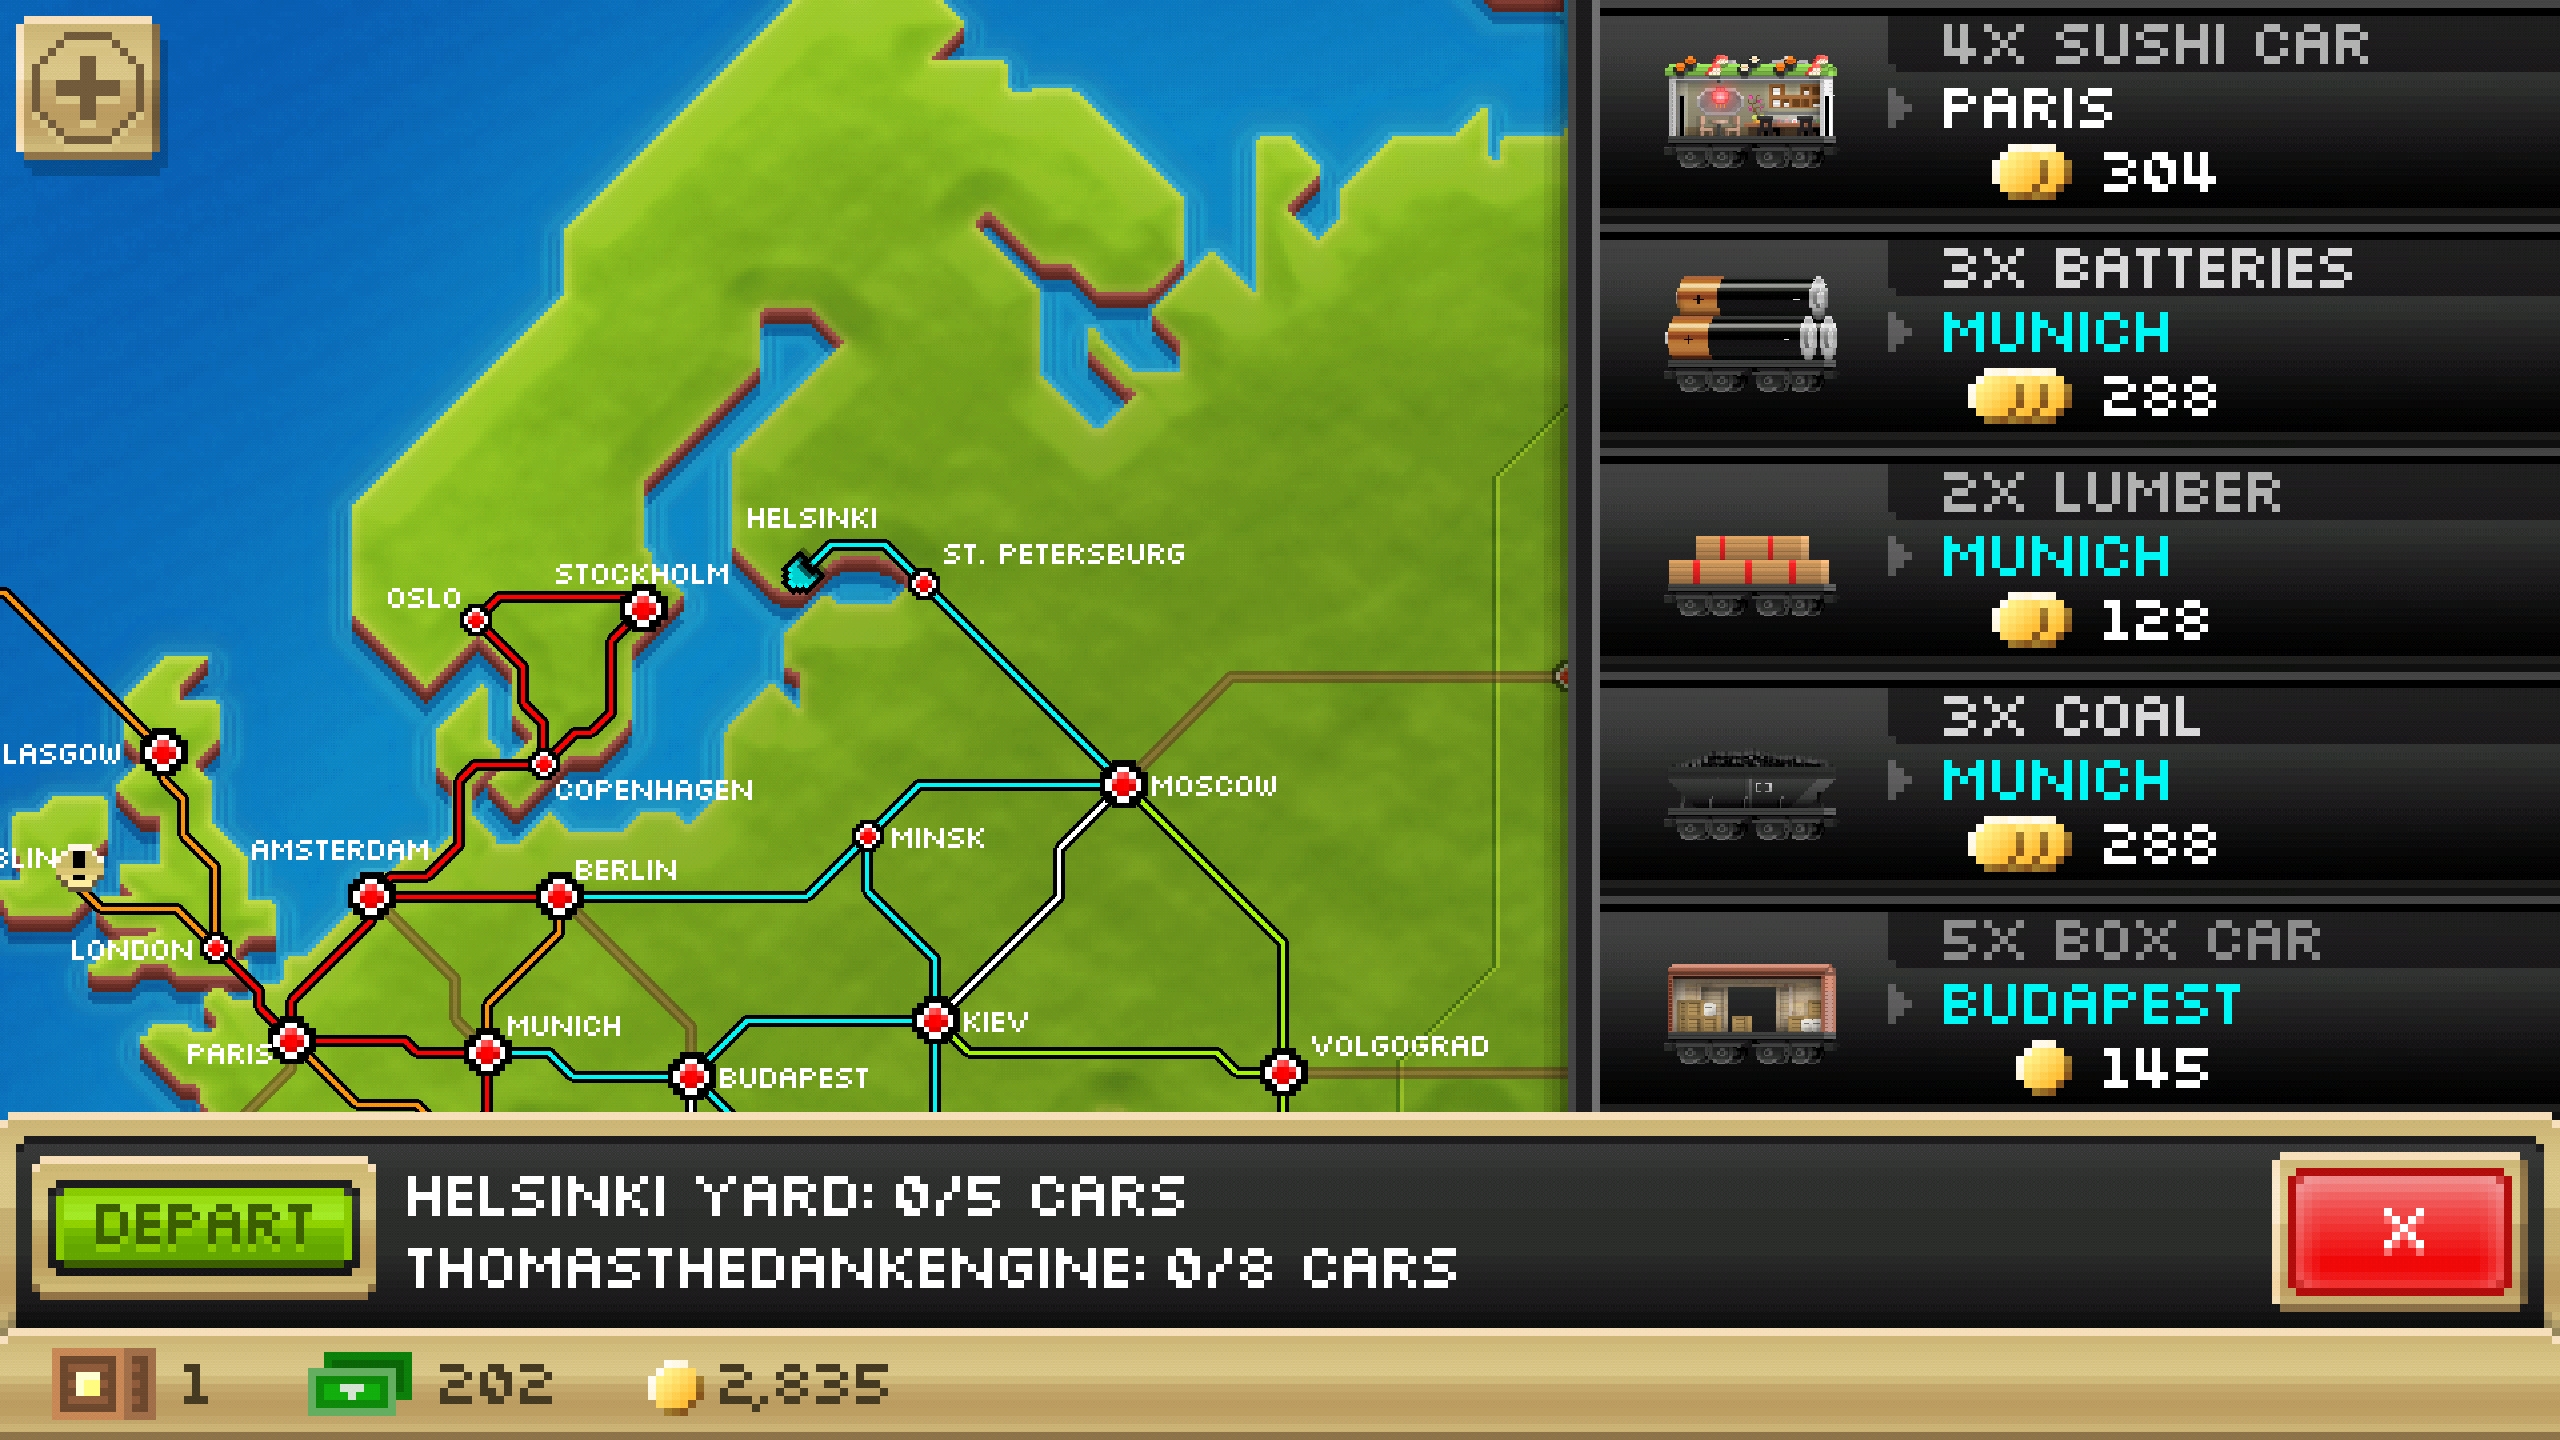 4X SUSHI CAR
PARIS
304
3X BATTERIES
MUNICH
288
2X LUMBER
MUNICH
128
3X COAL
MUNICH
288
5X BOX CAR
BUDAPEST
145
HELSINKI
ST. PETERSBURG
STOCKHOLM
OSLO
LASGOW
MOSCOW
COPENHAGEN
MINSK
AMSTERDAM
BLIN
BERLIN
LONDON
MUNICH
KIEV
VOLGOGRAD
PARIS
BUDAPEST
DEPART
HELSINKI YARD: 0/5 CARS
THOMASTHEDANKENGINE: 0/8 CARS
X
1
202
2,835